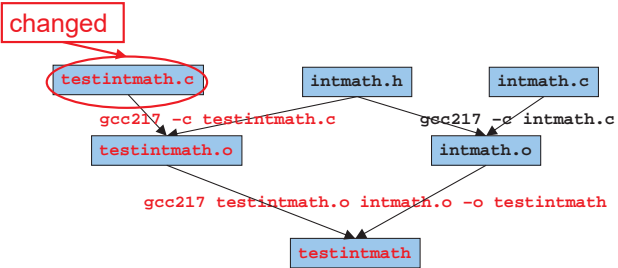 changed
testintmath.c
intmath.h
intmath.c
gcc217 -c testintmath.c
gcc217 -c intmath.c
testintmath.o
intmath.o
gcc217 testintmath.o intmath.o –o testintmath
testintmath